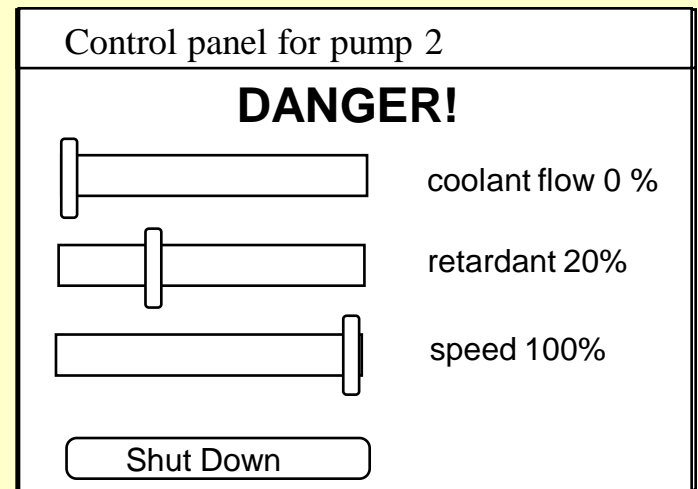 Control panel for pump 2
DANGER!
coolant flow 0 %
retardant 20%
speed 100%
Shut Down